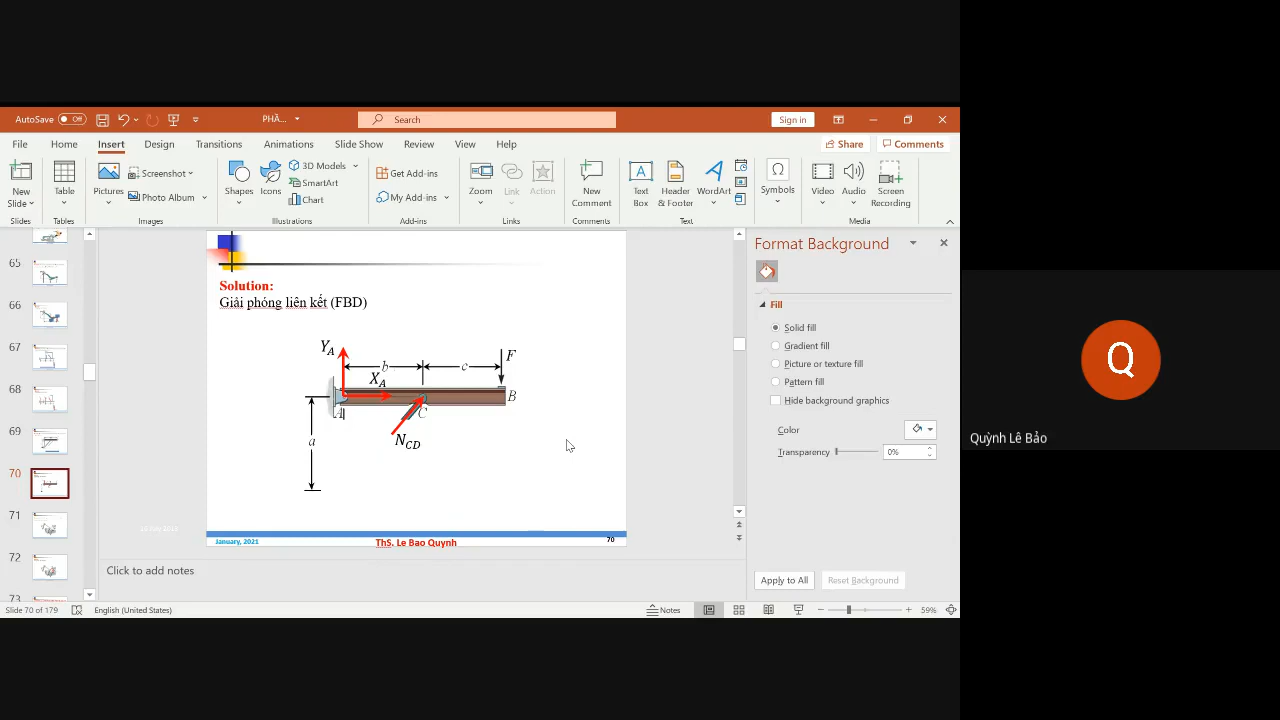 AutoSave Off PHÀ... Search Sign in
File Home Insert Design Transitions Animations Slide Show Review View Help Share Comments
New Slide Table Pictures Screenshot Photo Album Shapes Icons 3D Models SmartArt Chart Get Add-ins My Add-ins Zoom Link Action New Comment Text Box Header & Footer WordArt Symbols Video Audio Screen Recording
Slides Tables Images Illustrations Add-ins Links Comments Text Media
65
66
67
68
69
70
71
72
73
Solution:
Giải phóng liên kết (FBD)
Y_A
F
b c
X_A
A C B
a
N_CD
January, 2021 ThS. Le Bao Quynh 70
Click to add notes
Format Background
Fill
Solid fill
Gradient fill
Picture or texture fill
Pattern fill
Hide background graphics
Color
Transparency 0%
Apply to All Reset Background
Slide 70 of 179 English (United States) Notes 59%
Q
Quỳnh Lê Bảo